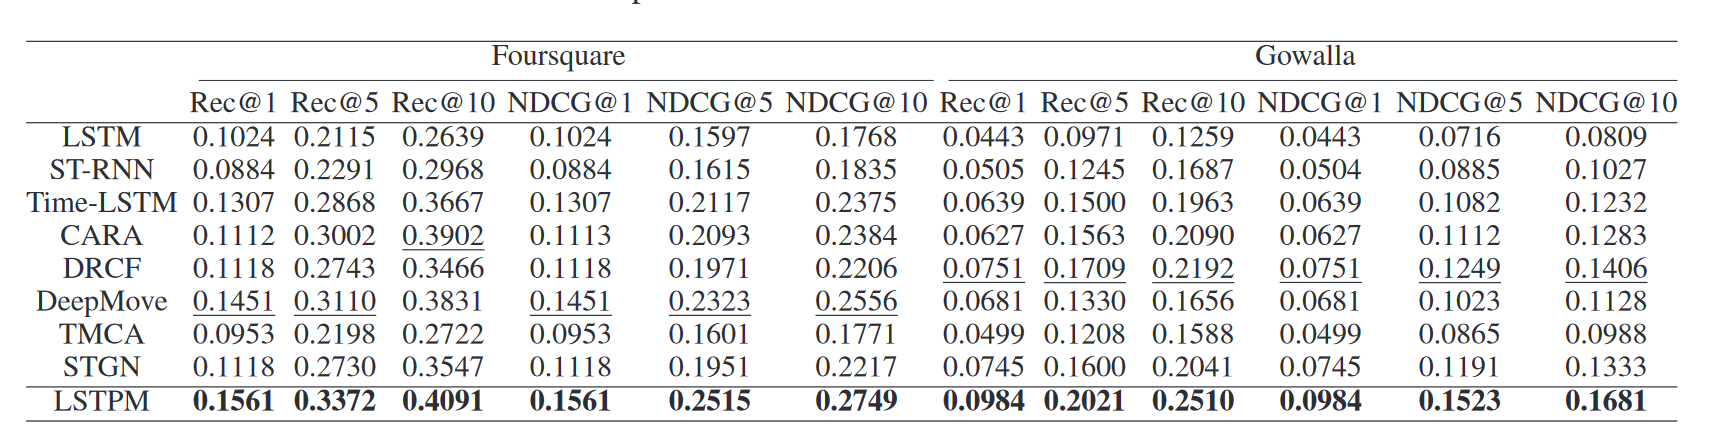 Foursquare Gowalla
Rec@1 Rec@5 Rec@10 NDCG@1 NDCG@5 NDCG@10 Rec@1 Rec@5 Rec@10 NDCG@1 NDCG@5 NDCG@10
LSTM 0.1024 0.2115 0.2639 0.1024 0.1597 0.1768 0.0443 0.0971 0.1259 0.0443 0.0716 0.0809
ST-RNN 0.0884 0.2291 0.2968 0.0884 0.1615 0.1835 0.0505 0.1245 0.1687 0.0504 0.0885 0.1027
Time-LSTM 0.1307 0.2868 0.3667 0.1307 0.2117 0.2375 0.0639 0.1500 0.1963 0.0639 0.1082 0.1232
CARA 0.1112 0.3002 0.3902 0.1113 0.2093 0.2384 0.0627 0.1563 0.2090 0.0627 0.1112 0.1283
DRCF 0.1118 0.2743 0.3466 0.1118 0.1971 0.2206 0.0751 0.1709 0.2192 0.0751 0.1249 0.1406
DeepMove 0.1451 0.3110 0.3831 0.1451 0.2323 0.2556 0.0681 0.1330 0.1656 0.0681 0.1023 0.1128
TMCA 0.0953 0.2198 0.2722 0.0953 0.1601 0.1771 0.0499 0.1208 0.1588 0.0499 0.0865 0.0988
STGN 0.1118 0.2730 0.3547 0.1118 0.1951 0.2217 0.0745 0.1600 0.2041 0.0745 0.1191 0.1333
LSTPM 0.1561 0.3372 0.4091 0.1561 0.2515 0.2749 0.0984 0.2021 0.2510 0.0984 0.1523 0.1681